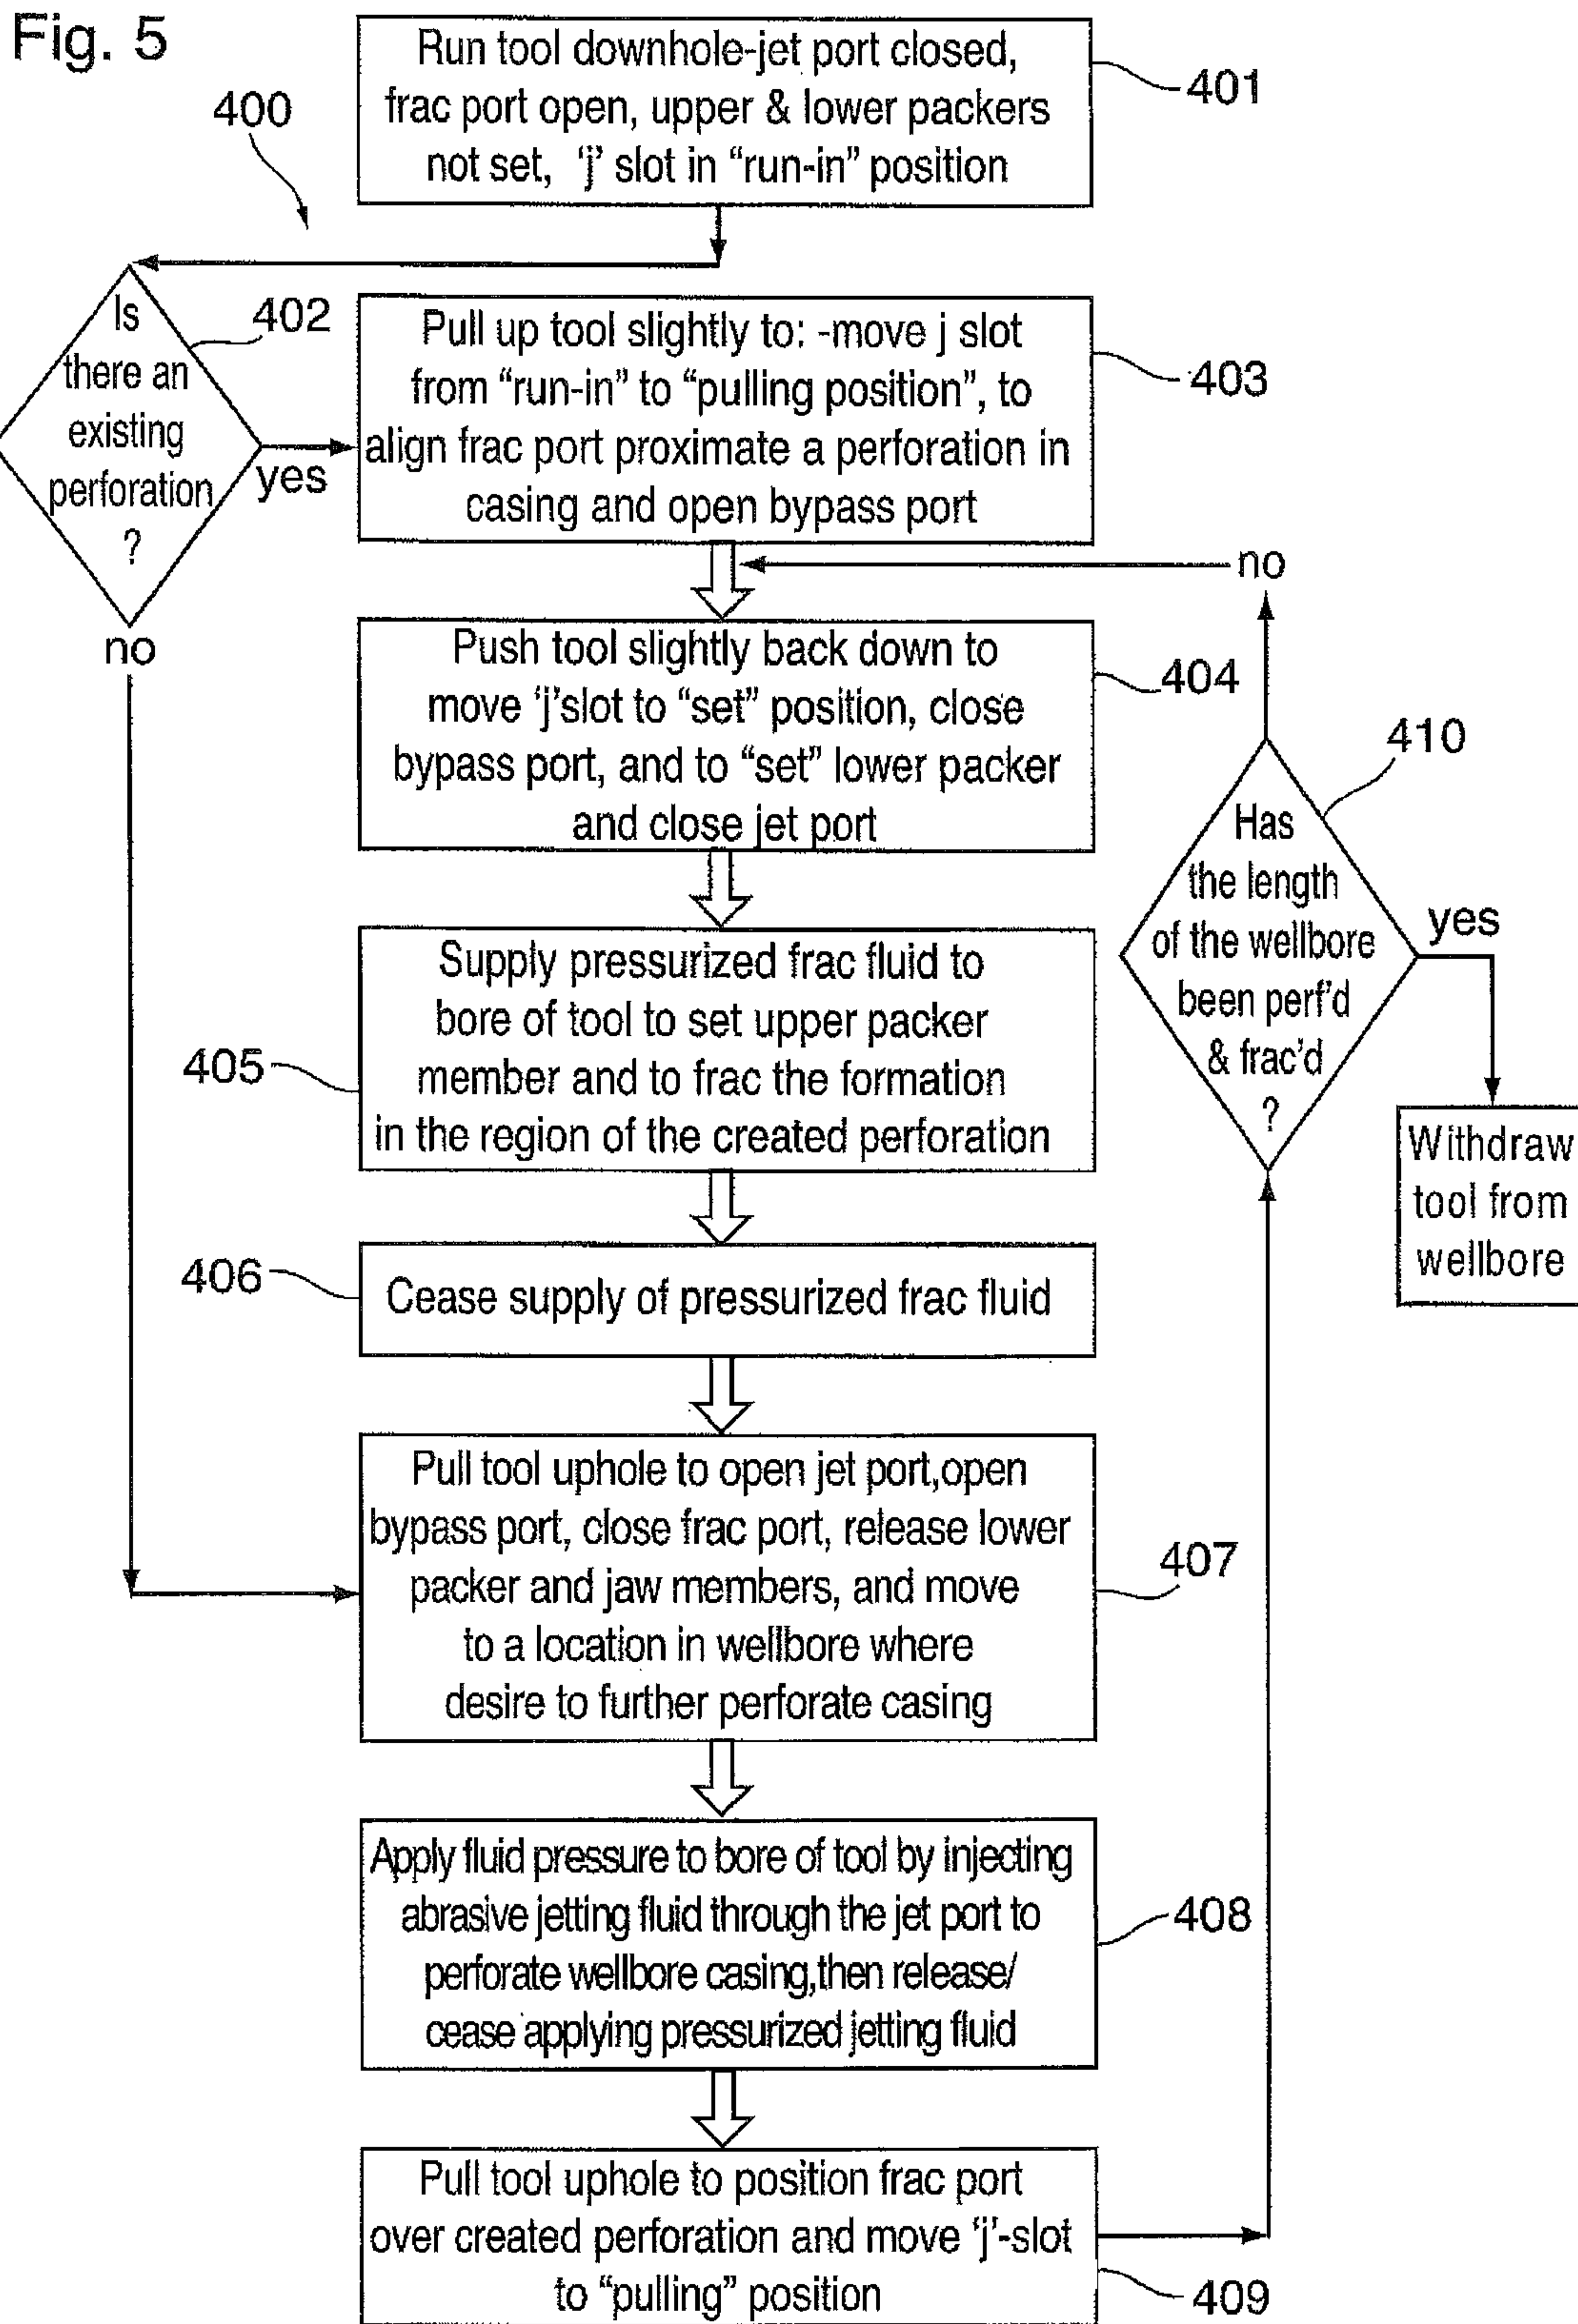 Fig. 5
400
Run tool downhole-jet port closed,
frac port open, upper & lower packers
not set, 'j' slot in "run-in" position
401
Is
there an
existing
perforation
?
402
yes
no
Pull up tool slightly to: -move j slot
from "run-in" to "pulling position", to
align frac port proximate a perforation in
casing and open bypass port
403
no
Push tool slightly back down to
move 'j'slot to "set" position, close
bypass port, and to "set" lower packer
and close jet port
404
410
Has
the length
of the wellbore
been perf'd
& frac'd
?
yes
Withdraw
tool from
wellbore
Supply pressurized frac fluid to
bore of tool to set upper packer
member and to frac the formation
in the region of the created perforation
405
Cease supply of pressurized frac fluid
406
Pull tool uphole to open jet port,open
bypass port, close frac port, release lower
packer and jaw members, and move
to a location in wellbore where
desire to further perforate casing
407
Apply fluid pressure to bore of tool by injecting
abrasive jetting fluid through the jet port to
perforate wellbore casing,then release/
cease applying pressurized jetting fluid
408
Pull tool uphole to position frac port
over created perforation and move 'j'-slot
to "pulling" position
409